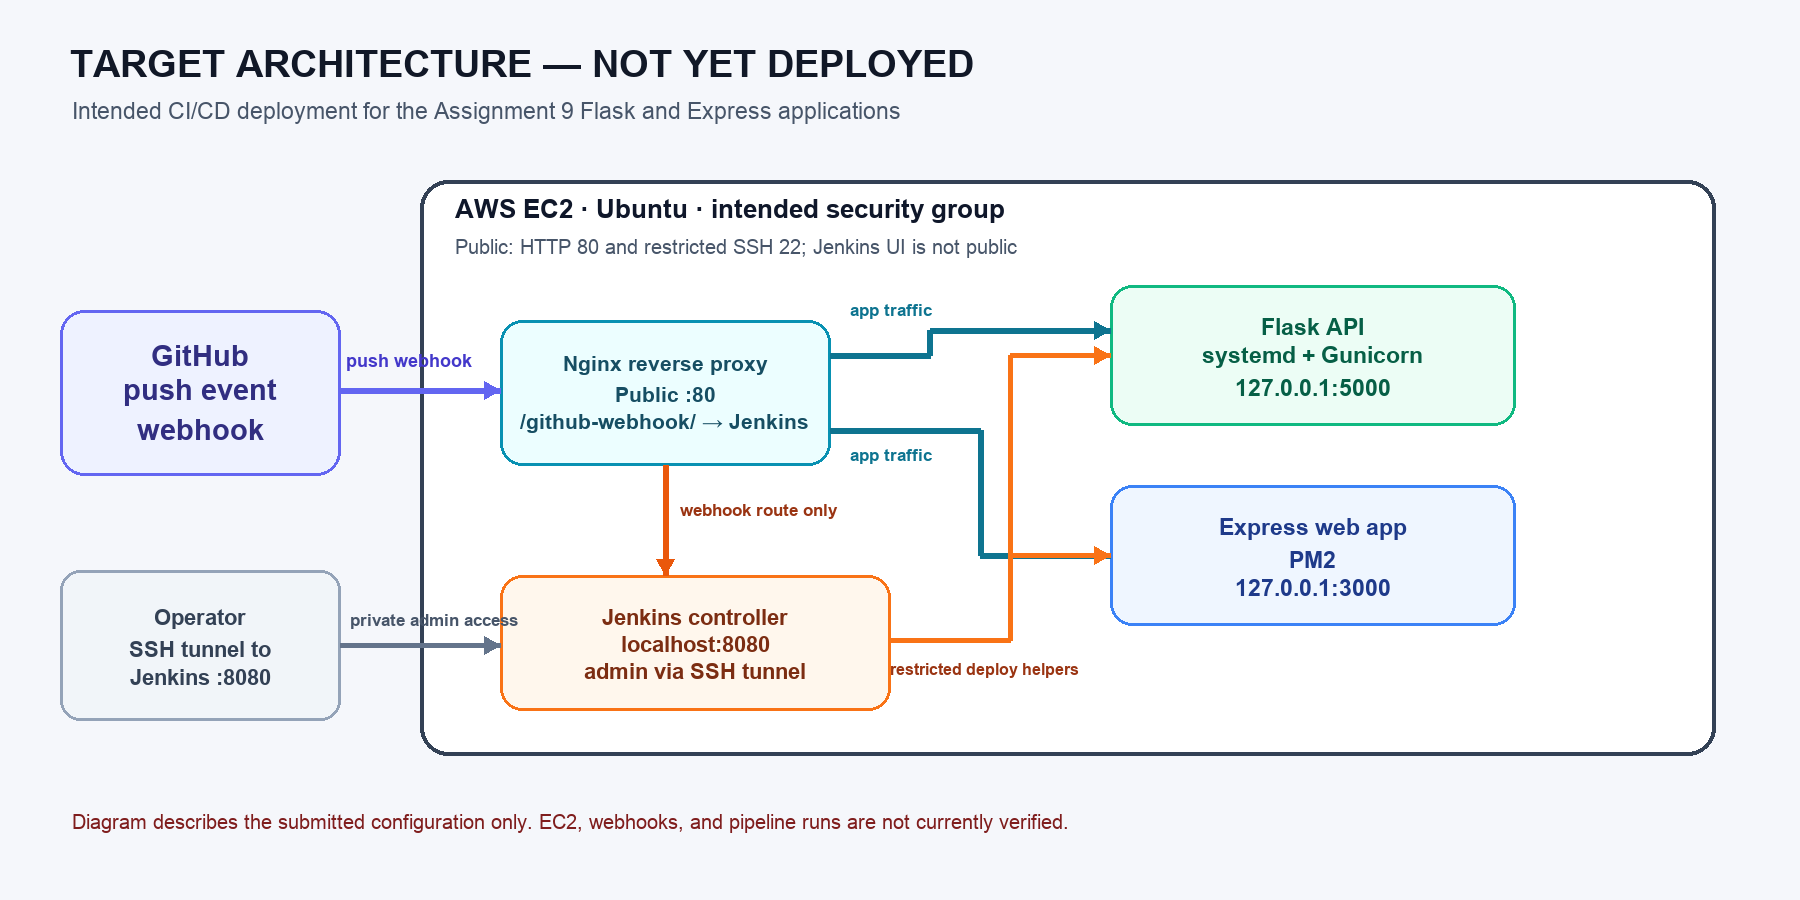 TARGET ARCHITECTURE — NOT YET DEPLOYED
Intended CI/CD deployment for the Assignment 9 Flask and Express applications
AWS EC2 · Ubuntu · intended security group
Public: HTTP 80 and restricted SSH 22; Jenkins UI is not public
GitHub
push event
webhook
push webhook
Nginx reverse proxy
Public :80
/github-webhook/ → Jenkins
app traffic
app traffic
Flask API
systemd + Gunicorn
127.0.0.1:5000
webhook route only
Express web app
PM2
127.0.0.1:3000
Operator
SSH tunnel to
Jenkins :8080
private admin access
Jenkins controller
localhost:8080
admin via SSH tunnel
restricted deploy helpers
Diagram describes the submitted configuration only. EC2, webhooks, and pipeline runs are not currently verified.